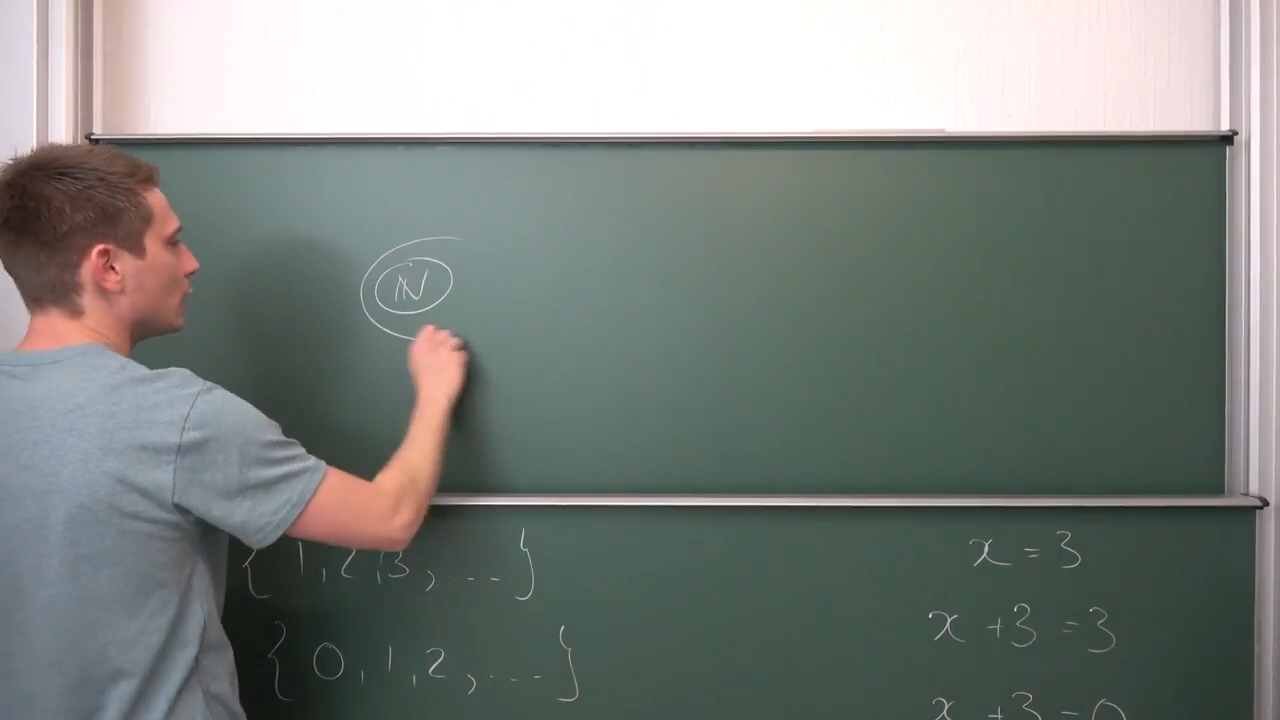 ℕ
{ 1, 2, 3, ... }
{ 0, 1, 2, ... }
x = 3
x + 3 = 3
x + 3 = 0